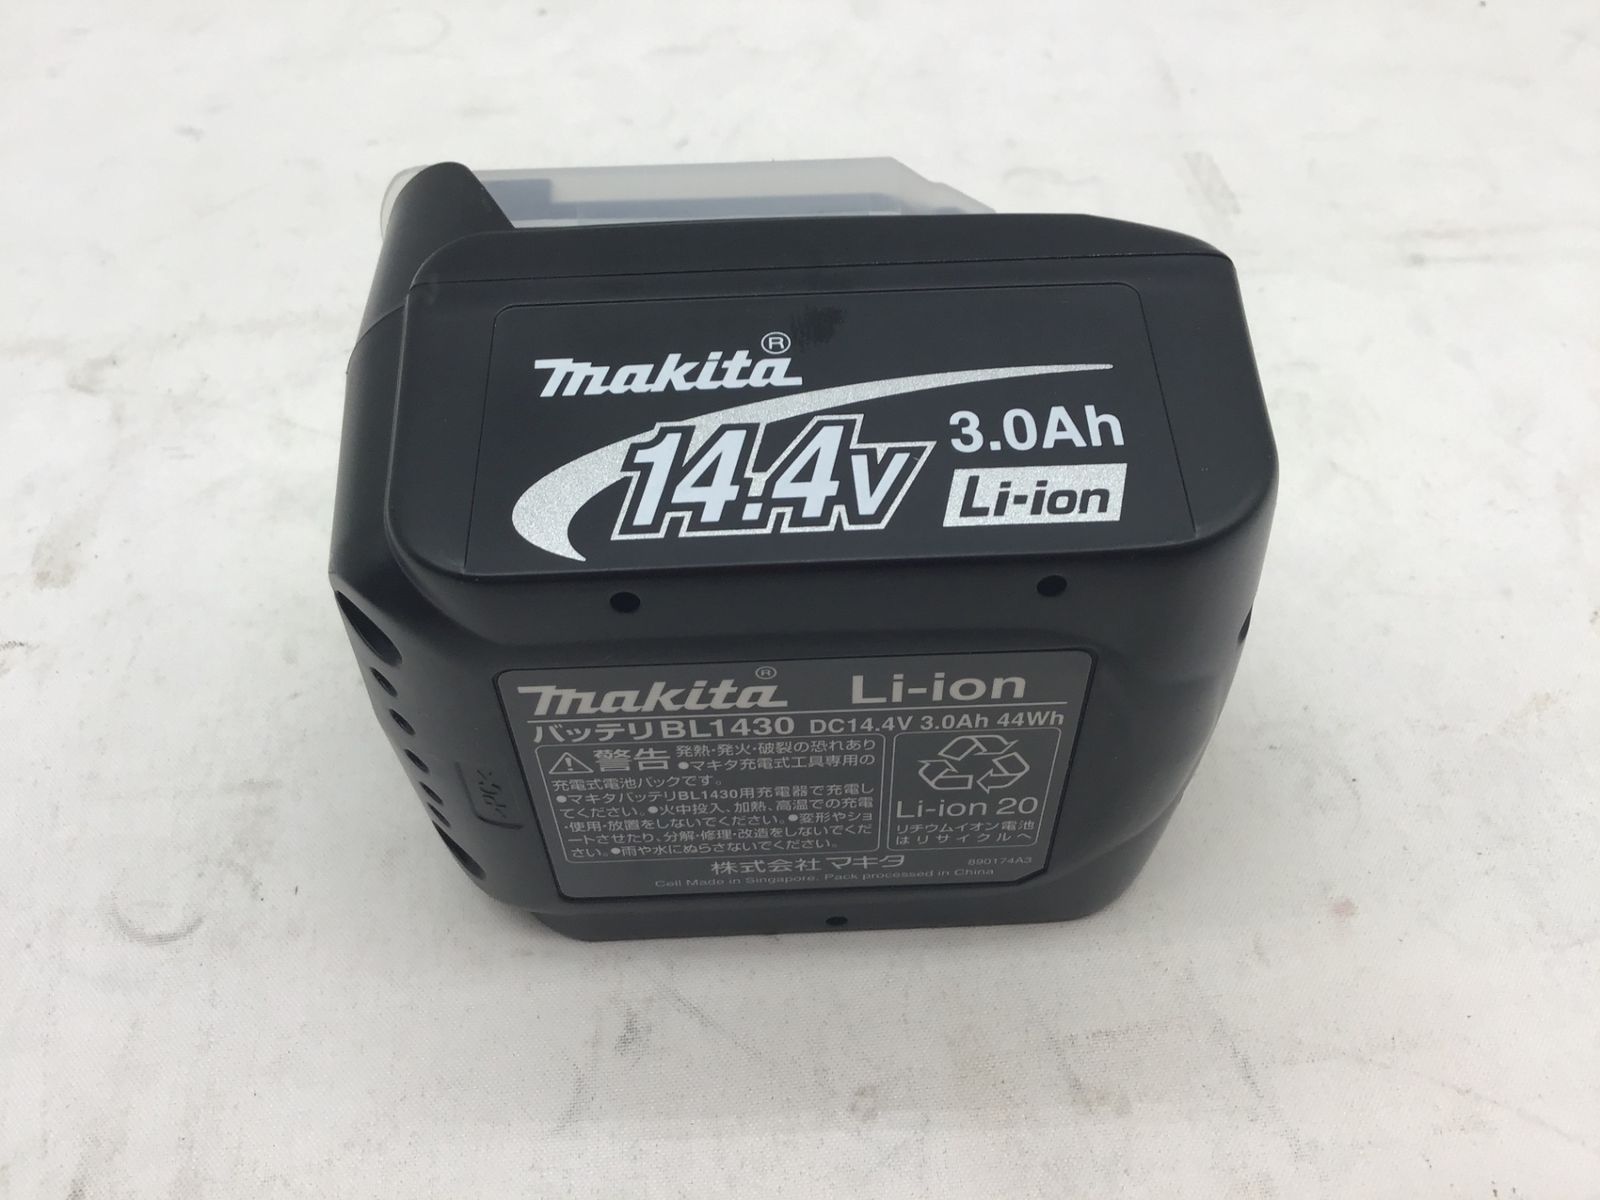 makita®
14.4V
3.0Ah
Li-ion
makita® Li-ion
バッテリBL1430 DC14.4V 3.0Ah 44Wh
警告 発熱・発火・破裂の恐れあり
●マキタ充電式工具専用の
充電式電池パックです。
●マキタバッテリBL1430用充電器で充電し
てください。●火中投入、加熱、高温での充電
・使用・放置をしないでください。●変形やショ
ートさせたり、分解・修理・改造をしないでくだ
さい。●雨や水にぬらさないでください。
Li-ion 20
リチウムイオン電池
はリサイクルへ
株式会社マキタ 890174A3
Cell Made in Singapore. Pack processed in China